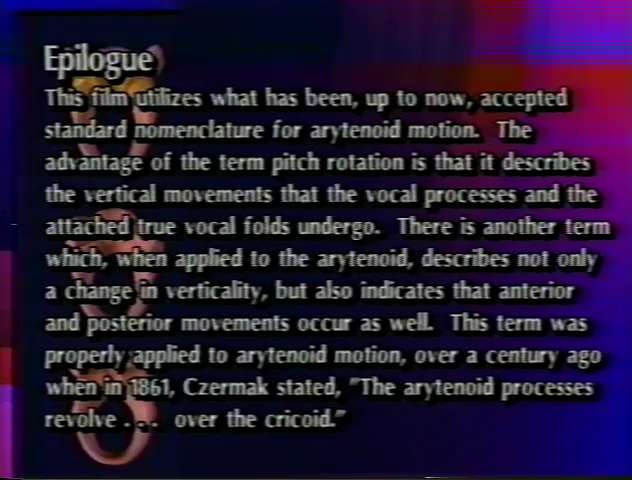 Epilogue
This film utilizes what has been, up to now, accepted
standard nomenclature for arytenoid motion. The
advantage of the term pitch rotation is that it describes
the vertical movements that the vocal processes and the
attached true vocal folds undergo. There is another term
which, when applied to the arytenoid, describes not only
a change in verticality, but also indicates that anterior
and posterior movements occur as well. This term was
properly applied to arytenoid motion, over a century ago
when in 1861, Czermak stated, "The arytenoid processes
revolve . . . over the cricoid."